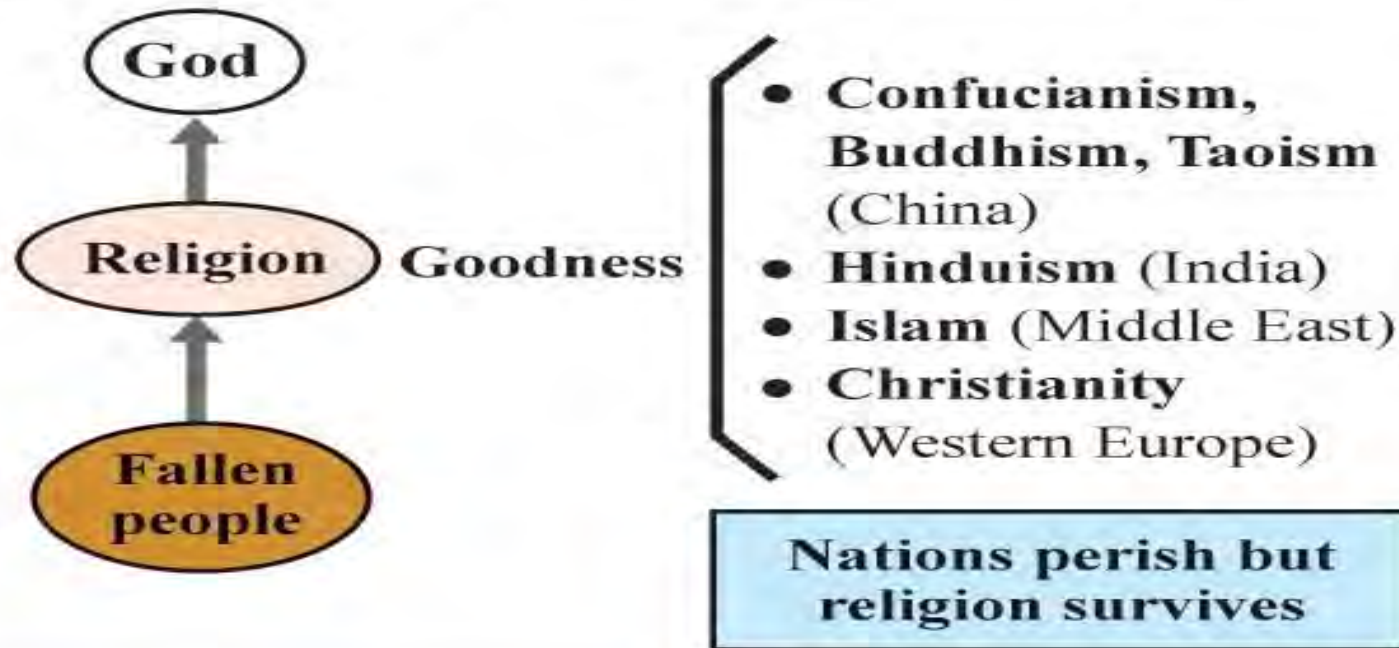 God
Religion
Goodness
Fallen
people
• Confucianism,
Buddhism, Taoism
(China)
• Hinduism (India)
• Islam (Middle East)
• Christianity
(Western Europe)
Nations perish but
religion survives